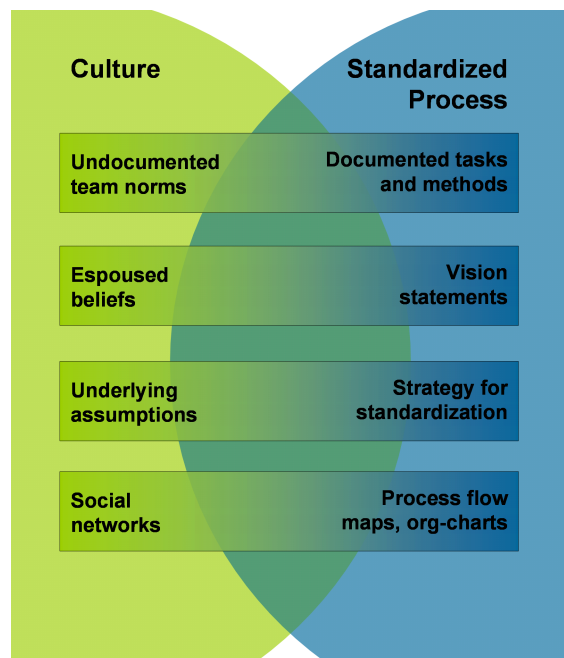 Culture
Standardized
Process
Undocumented
team norms
Documented tasks
and methods
Espoused
beliefs
Vision
statements
Underlying
assumptions
Strategy for
standardization
Social
networks
Process flow
maps, org-charts